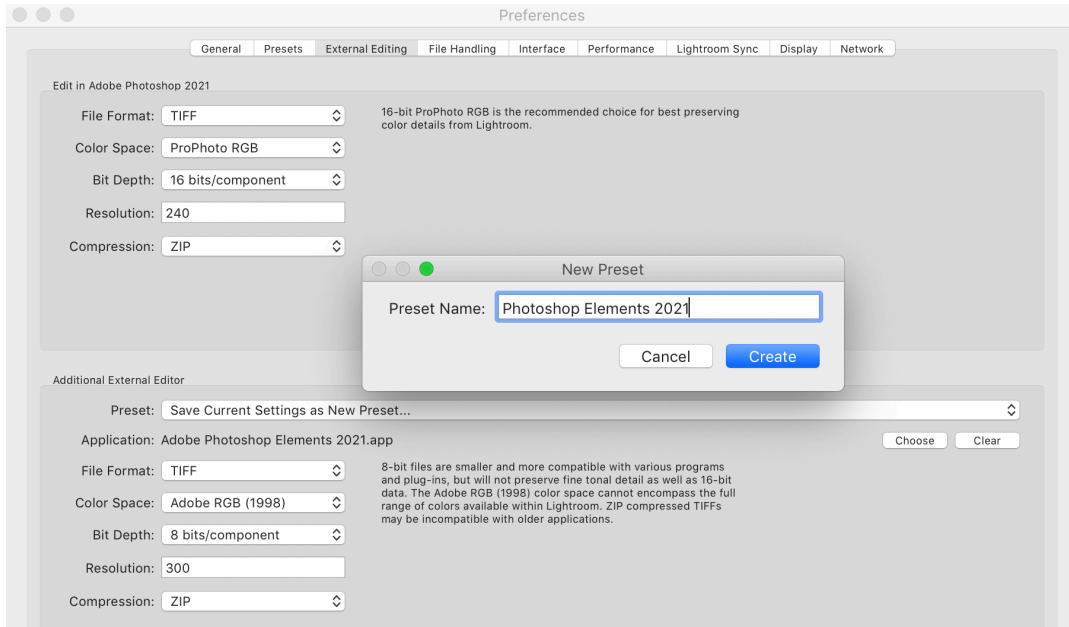 Preferences
General Presets External Editing File Handling Interface Performance Lightroom Sync Display Network
Edit in Adobe Photoshop 2021
File Format: TIFF
16-bit ProPhoto RGB is the recommended choice for best preserving
color details from Lightroom.
Color Space: ProPhoto RGB
Bit Depth: 16 bits/component
Resolution: 240
Compression: ZIP
New Preset
Preset Name: Photoshop Elements 2021
Cancel Create
Additional External Editor
Preset: Save Current Settings as New Preset...
Application: Adobe Photoshop Elements 2021.app
Choose Clear
File Format: TIFF
8-bit files are smaller and more compatible with various programs
and plug-ins, but will not preserve fine tonal detail as well as 16-bit
data. The Adobe RGB (1998) color space cannot encompass the full
range of colors available within Lightroom. ZIP compressed TIFFs
may be incompatible with older applications.
Color Space: Adobe RGB (1998)
Bit Depth: 8 bits/component
Resolution: 300
Compression: ZIP